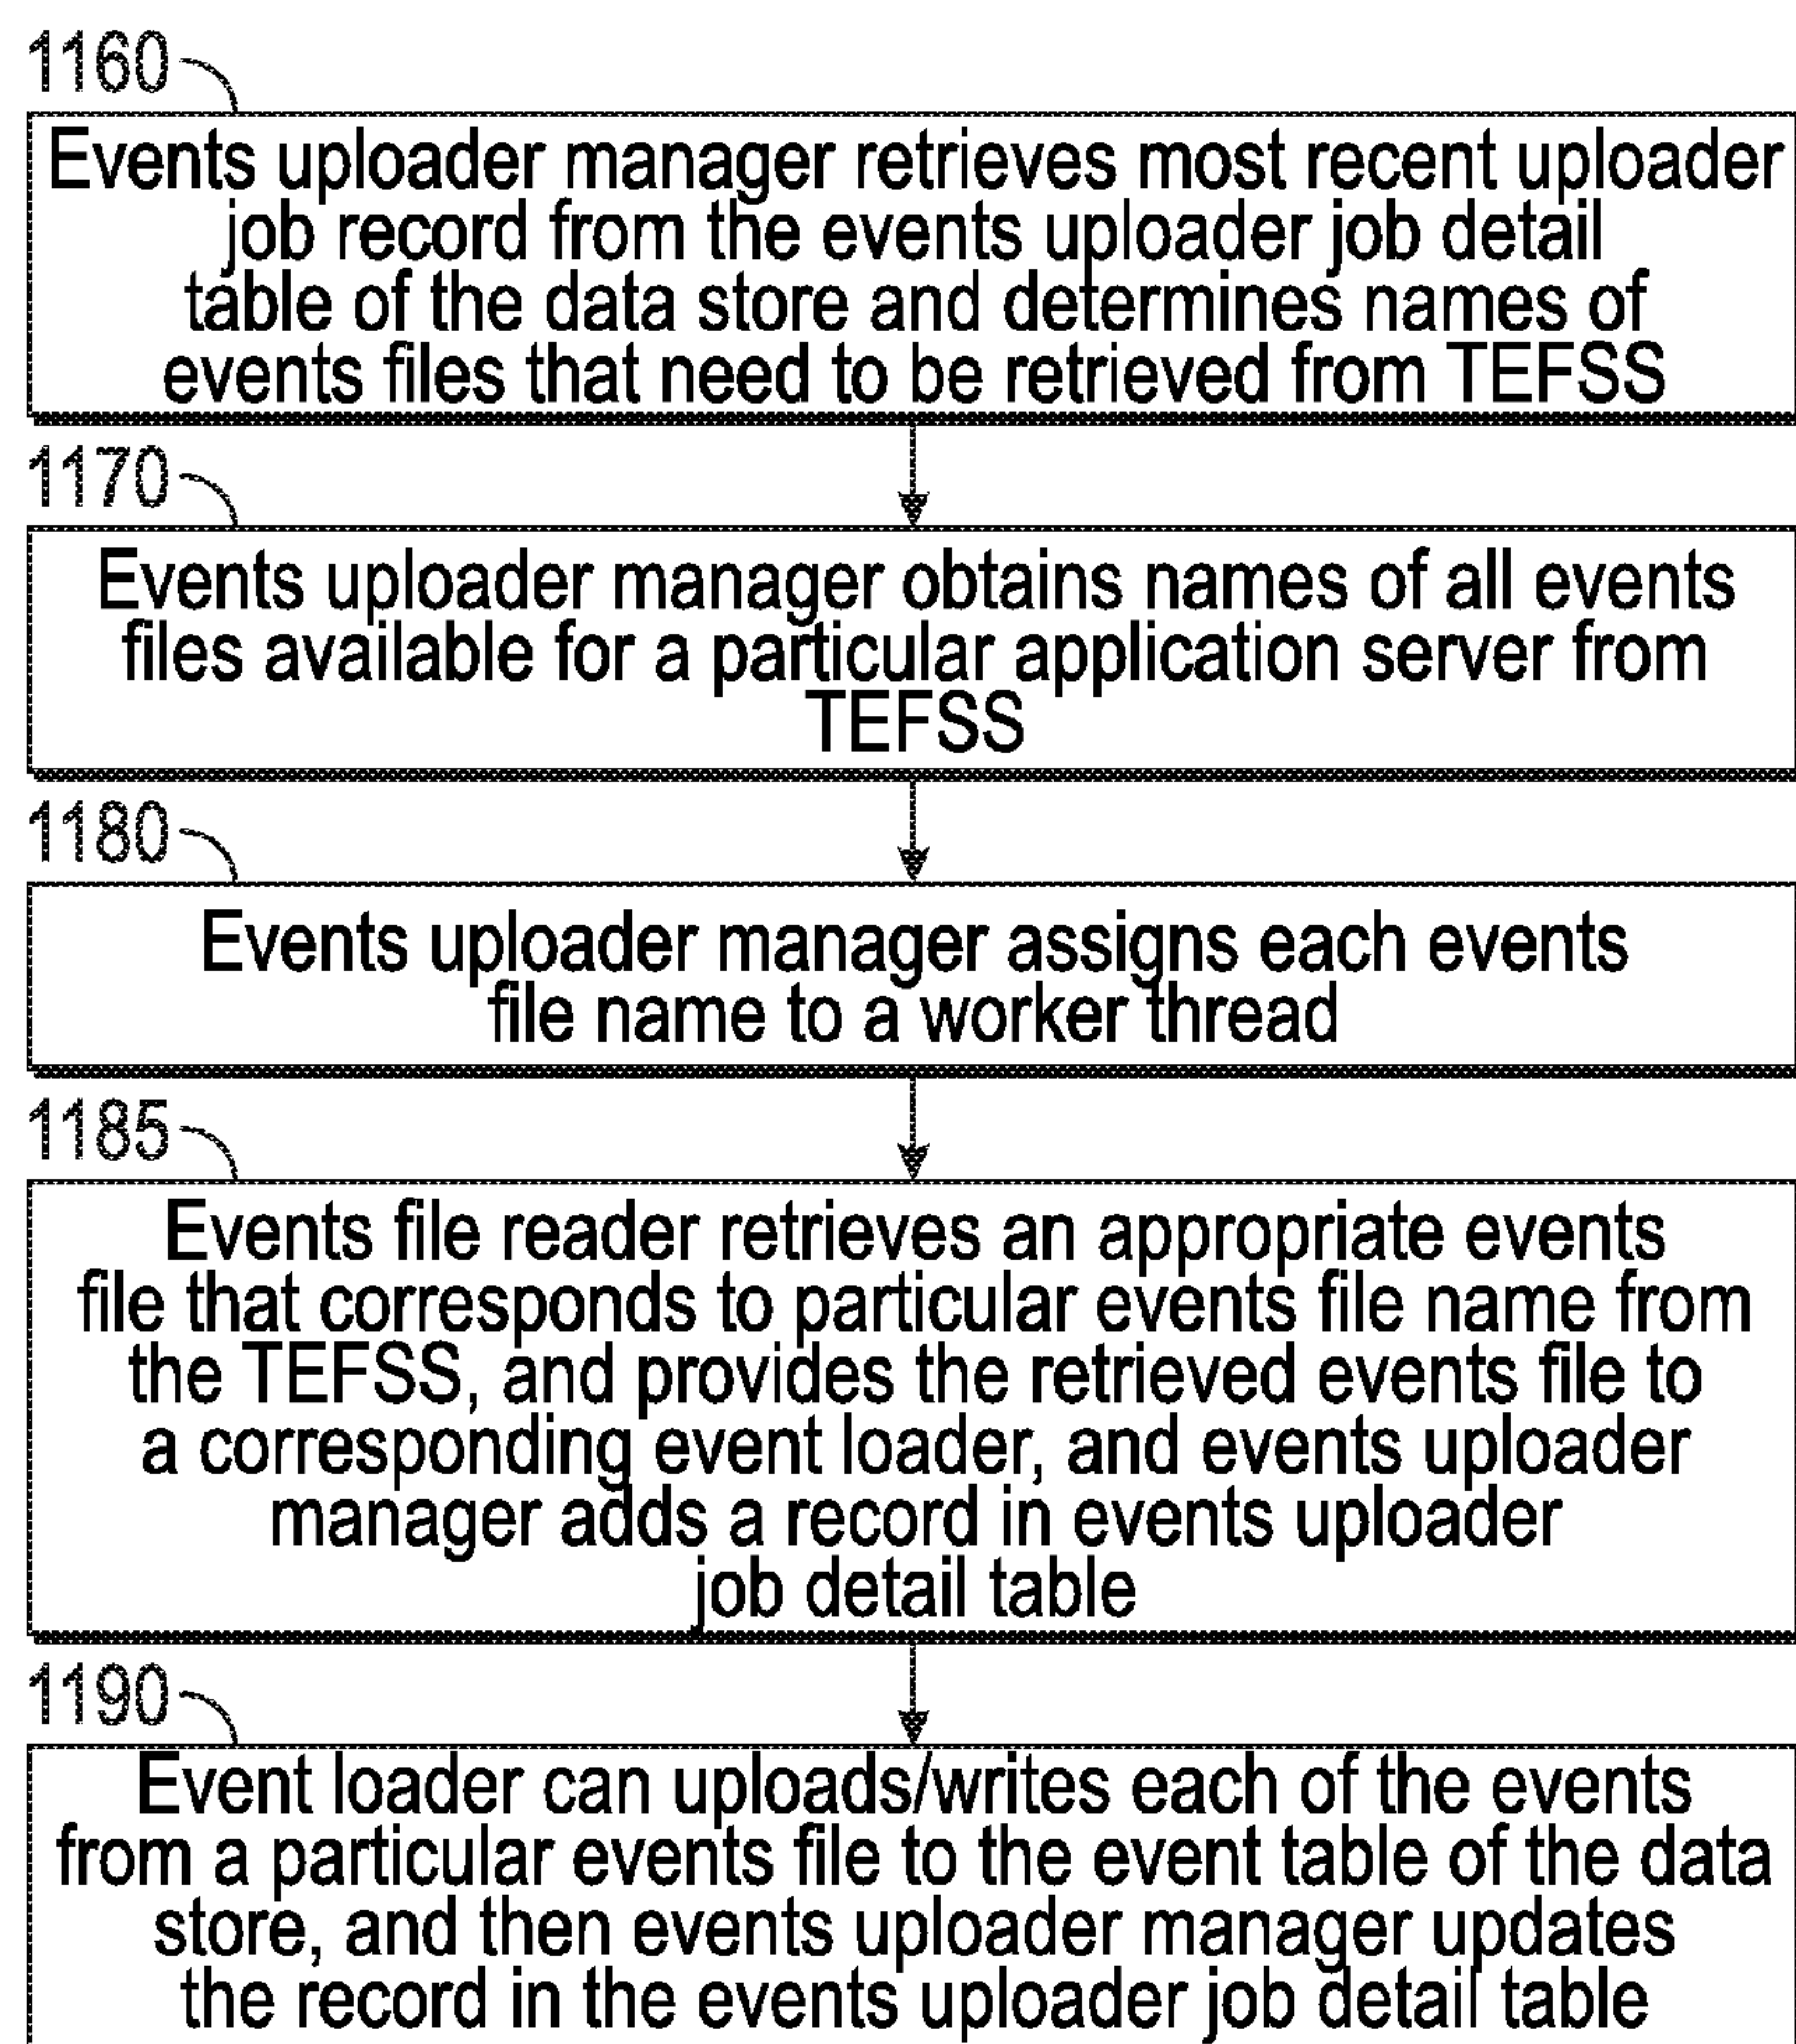 1160
Events uploader manager retrieves most recent uploader
job record from the events uploader job detail
table of the data store and determines names of
events files that need to be retrieved from TEFSS
1170
Events uploader manager obtains names of all events
files available for a particular application server from
TEFSS
1180
Events uploader manager assigns each events
file name to a worker thread
1185
Events file reader retrieves an appropriate events
file that corresponds to particular events file name from
the TEFSS, and provides the retrieved events file to
a corresponding event loader, and events uploader
manager adds a record in events uploader
job detail table
1190
Event loader can uploads/writes each of the events
from a particular events file to the event table of the data
store, and then events uploader manager updates
the record in the events uploader job detail table